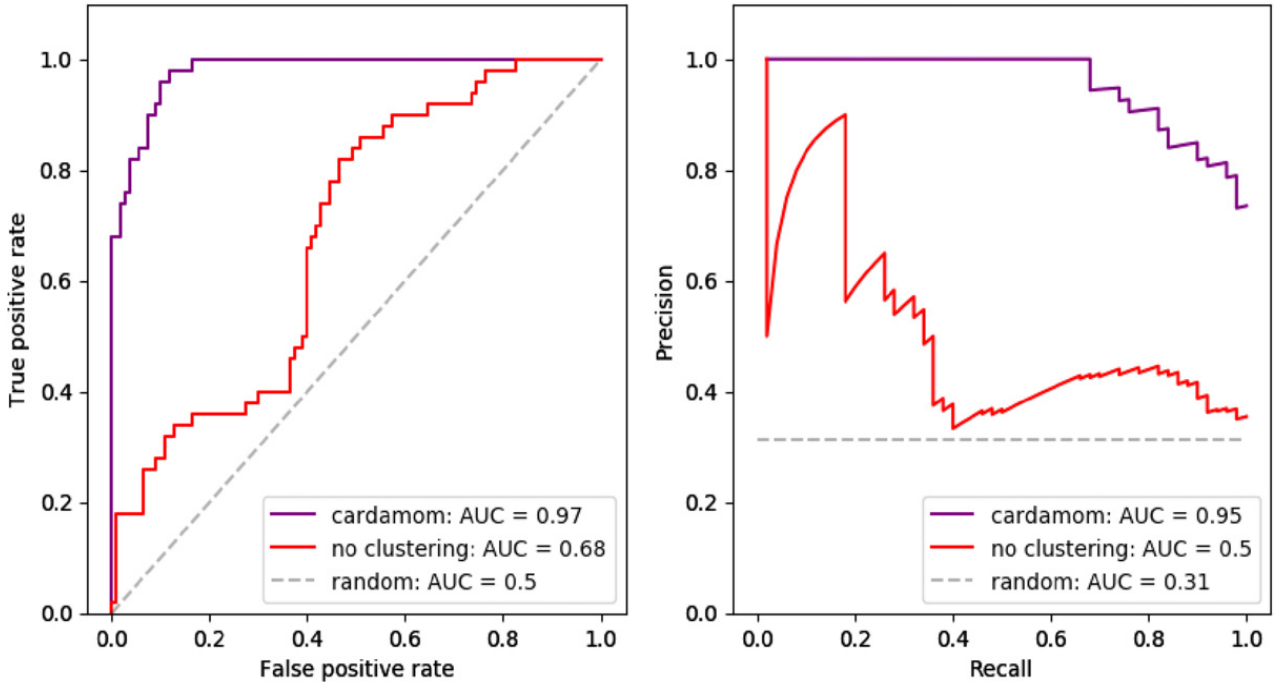 1.0
0.8
0.6
0.4
0.2
0.0
True positive rate
cardamom: AUC = 0.97
no clustering: AUC = 0.68
random: AUC = 0.5
0.0 0.2 0.4 0.6 0.8 1.0
False positive rate
1.0
0.8
0.6
0.4
0.2
0.0
Precision
cardamom: AUC = 0.95
no clustering: AUC = 0.5
random: AUC = 0.31
0.0 0.2 0.4 0.6 0.8 1.0
Recall